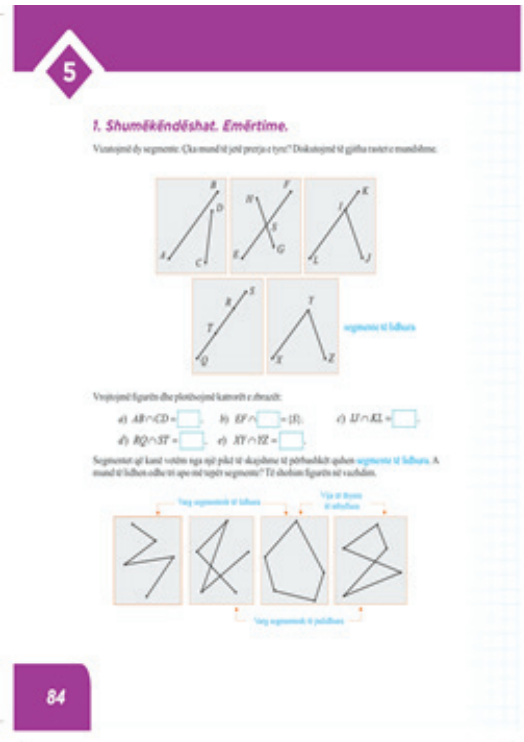 5
1. Shumëkëndëshat. Emërtime.
Vizatojmë dy segmente. Çka mund të jetë prerja e tyre? Diskutojmë të gjitha rastet e mundshme.
B D A C
H F S E G
K I L J
S R T Q
Y X Z
segmente të lidhura
Vrojtojmë figurën dhe plotësojmë katrorët e zbrazët:
a) AB∩CD = , b) EF∩ = {S}, c) IJ∩KL = ,
d) RQ∩ST = , e) XY∩YZ = .
Segmentet që kanë vetëm nga një pikë të skajshme të përbashkët quhen segmente të lidhura. A
mund të lidhen edhe tri apo më tepër segmente? Të shohim figurën në vazhdim.
Varg segmentesh të lidhura
Vija të thyera
të mbyllura
Varg segmentesh të
84